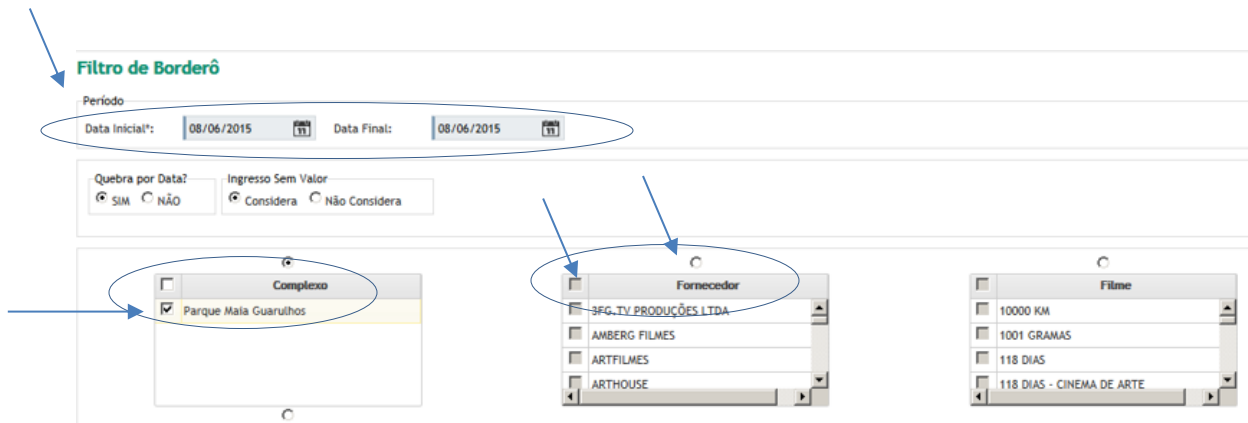 Filtro de Borderô
Período
Data Inicial*: 08/06/2015 11 Data Final: 08/06/2015 11
Quebra por Data? Ingresso Sem Valor
SIM NÃO Considera Não Considera
Complexo Fornecedor Filme
Parque Maia Guarulhos 3FG.TV PRODUÇÕES LTDA 10000 KM
AMBERG FILMES 1001 GRAMAS
ARTFILMES 118 DIAS
ARTHOUSE 118 DIAS - CINEMA DE ARTE